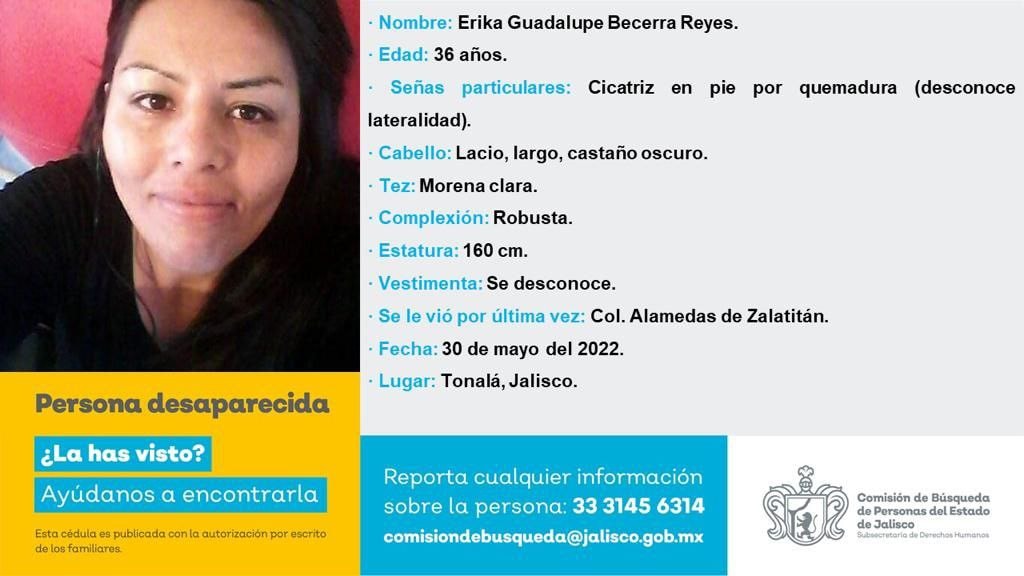 · Nombre: Erika Guadalupe Becerra Reyes.
· Edad: 36 años.
· Señas particulares: Cicatriz en pie por quemadura (desconoce
lateralidad).
· Cabello: Lacio, largo, castaño oscuro.
· Tez: Morena clara.
· Complexión: Robusta.
· Estatura: 160 cm.
· Vestimenta: Se desconoce.
· Se le vió por última vez: Col. Alamedas de Zalatitán.
· Fecha: 30 de mayo del 2022.
· Lugar: Tonalá, Jalisco.
Persona desaparecida
¿La has visto?
Ayúdanos a encontrarla
Esta cédula es publicada con la autorización por escrito
de los familiares.
Reporta cualquier información
sobre la persona: 33 3145 6314
comisiondebusqueda@jalisco.gob.mx
Comisión de Búsqueda
de Personas del Estado
de Jalisco
Subsecretaría de Derechos Humanos